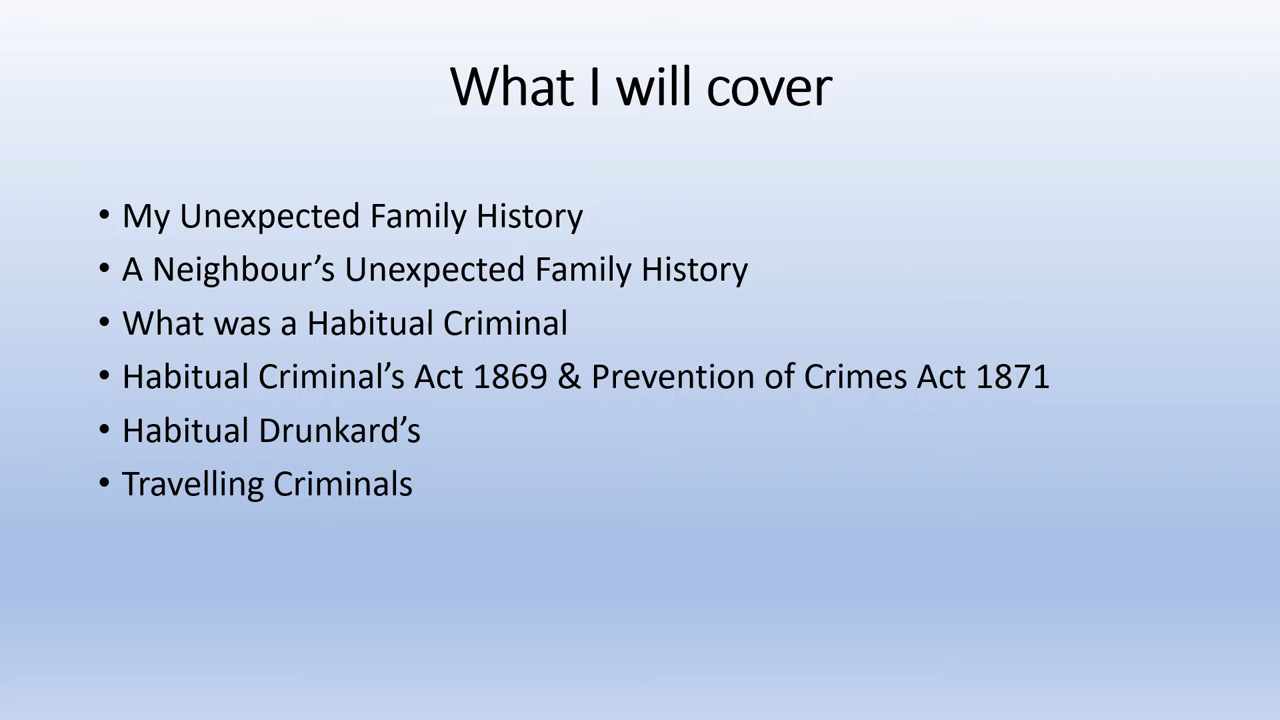 What I will cover
• My Unexpected Family History
• A Neighbour’s Unexpected Family History
• What was a Habitual Criminal
• Habitual Criminal’s Act 1869 & Prevention of Crimes Act 1871
• Habitual Drunkard’s
• Travelling Criminals